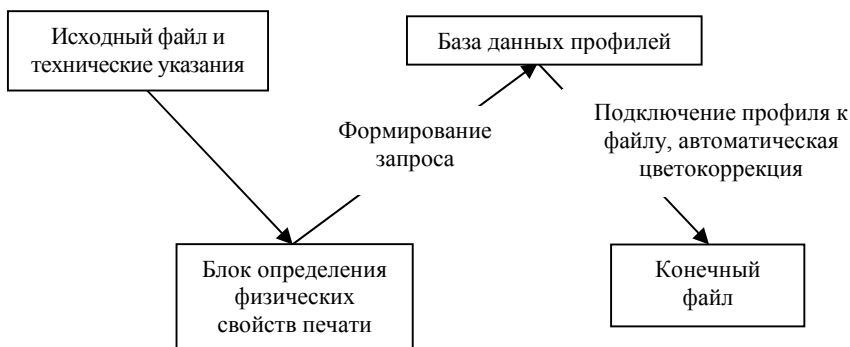 Исходный файл и
технические указания
База данных профилей
Формирование
запроса
Подключение профиля к
файлу, автоматическая
цветокоррекция
Блок определения
физических
свойств печати
Конечный
файл